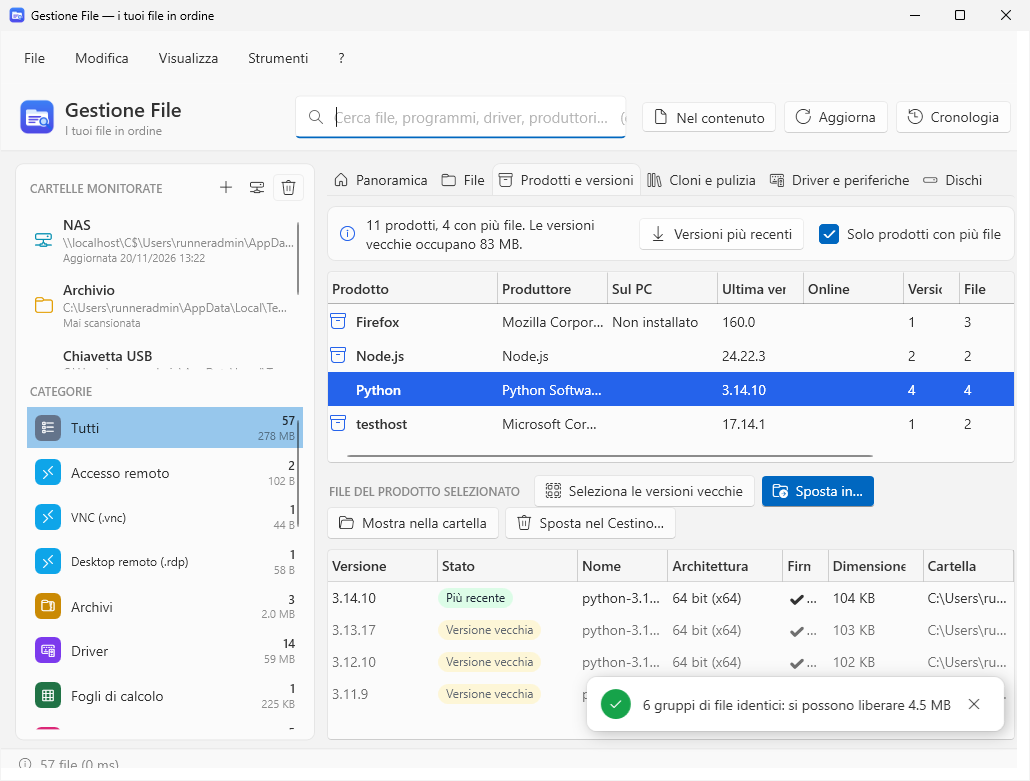 Gestione File — i tuoi file in ordine
File Modifica Visualizza Strumenti ?
Gestione File
I tuoi file in ordine
Cerca file, programmi, driver, produttori...
Nel contenuto
Aggiorna
Cronologia
CARTELLE MONITORATE
NAS
\\localhost\C$\Users\runneradmin\AppDa...
Aggiornata 20/11/2026 13:22
Archivio
C:\Users\runneradmin\AppData\Local\Te...
Mai scansionata
Chiavetta USB
CATEGORIE
Tutti 57
278 MB
Accesso remoto 2
102 B
VNC (.vnc) 1
44 B
Desktop remoto (.rdp) 1
58 B
Archivi 3
2.0 MB
Driver 14
59 MB
Fogli di calcolo 1
225 KB
Panoramica File Prodotti e versioni Cloni e pulizia Driver e periferiche Dischi
11 prodotti, 4 con più file. Le versioni
vecchie occupano 83 MB.
Versioni più recenti
Solo prodotti con più file
Prodotto Produttore Sul PC Ultima ver Online Versic File
Firefox Mozilla Corpor... Non installato 160.0 1 3
Node.js Node.js 24.22.3 2 2
Python Python Softwa... 3.14.10 4 4
testhost Microsoft Cor... 17.14.1 1 2
FILE DEL PRODOTTO SELEZIONATO
Seleziona le versioni vecchie
Sposta in...
Mostra nella cartella
Sposta nel Cestino...
Versione Stato Nome Architettura Firn Dimensione Cartella
3.14.10 Più recente python-3.1... 64 bit (x64) ✔ ... 104 KB C:\Users\ru...
3.13.17 Versione vecchia python-3.1... 64 bit (x64) ✔ ... 103 KB C:\Users\ru...
3.12.10 Versione vecchia python-3.1... 64 bit (x64) ✔ ... 102 KB C:\Users\ru...
3.11.9 Versione vecchia
6 gruppi di file identici: si possono liberare 4.5 MB
57 file (0 ms)